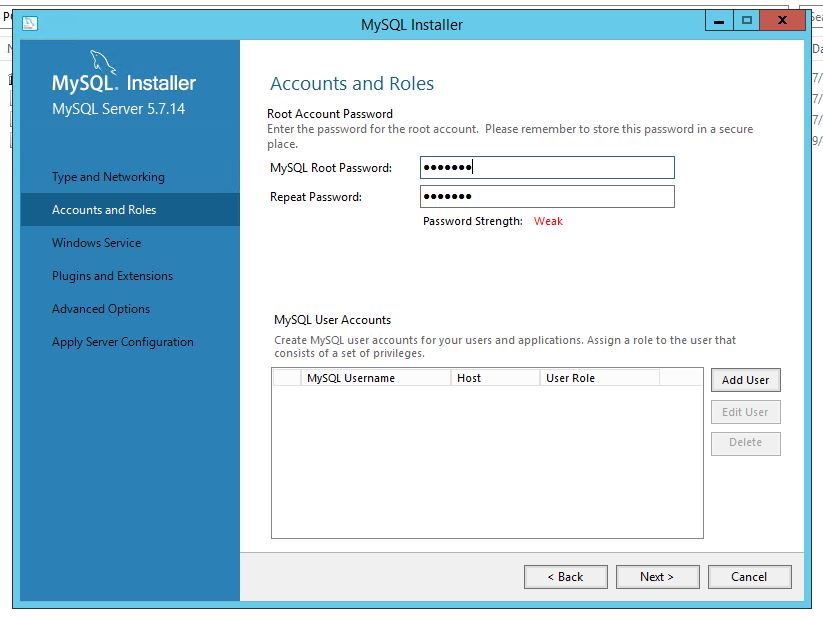 MySQL Installer
MySQL. Installer
MySQL Server 5.7.14
Type and Networking
Accounts and Roles
Windows Service
Plugins and Extensions
Advanced Options
Apply Server Configuration
Accounts and Roles
Root Account Password
Enter the password for the root account. Please remember to store this password in a secure
place.
MySQL Root Password:
Repeat Password:
Password Strength: Weak
MySQL User Accounts
Create MySQL user accounts for your users and applications. Assign a role to the user that
consists of a set of privileges.
MySQL Username Host User Role
Add User
Edit User
Delete
< Back Next > Cancel